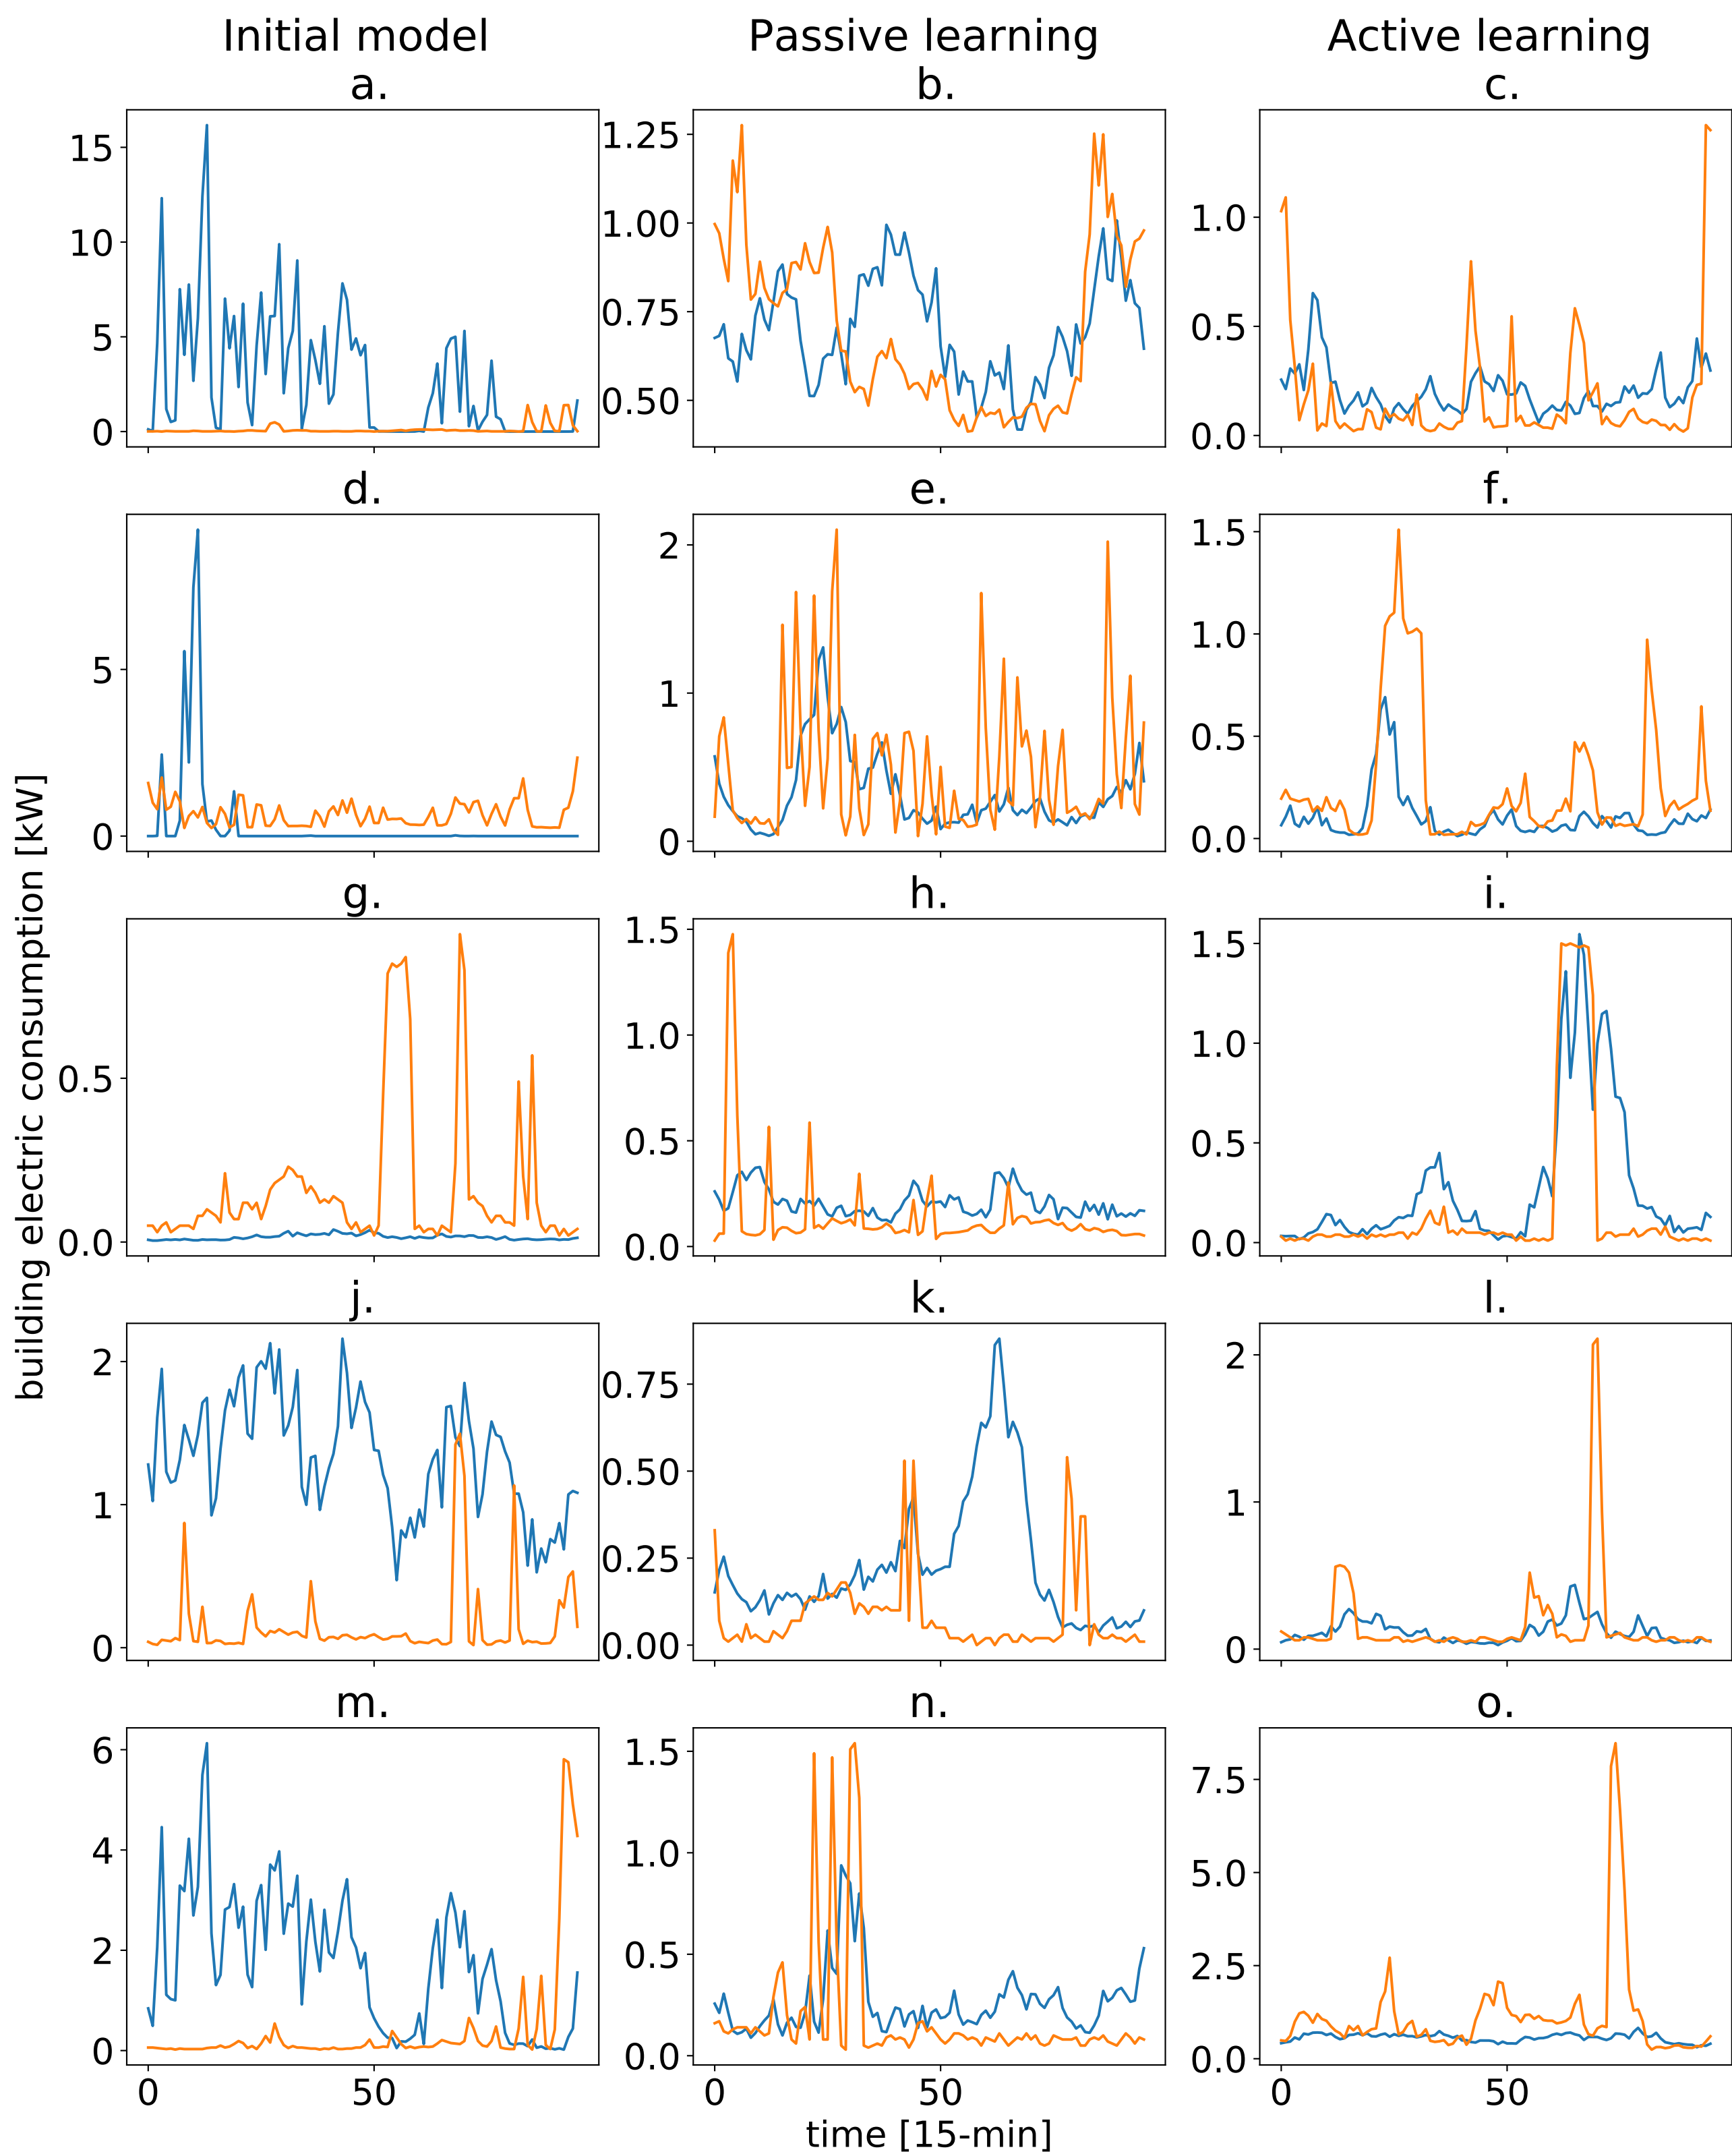 Initial model
Passive learning
Active learning
a.
b.
c.
15
10
5
0
1.25
1.00
0.75
0.50
1.0
0.5
0.0
d.
e.
f.
5
0
2
1
0
1.5
1.0
0.5
0.0
g.
h.
i.
0.5
0.0
1.5
1.0
0.5
0.0
1.5
1.0
0.5
0.0
j.
k.
l.
2
1
0
0.75
0.50
0.25
0.00
2
1
0
m.
n.
o.
6
4
2
0
1.5
1.0
0.5
0.0
7.5
5.0
2.5
0.0
0
50
0
50
0
50
time [15-min]
building electric consumption [kW]